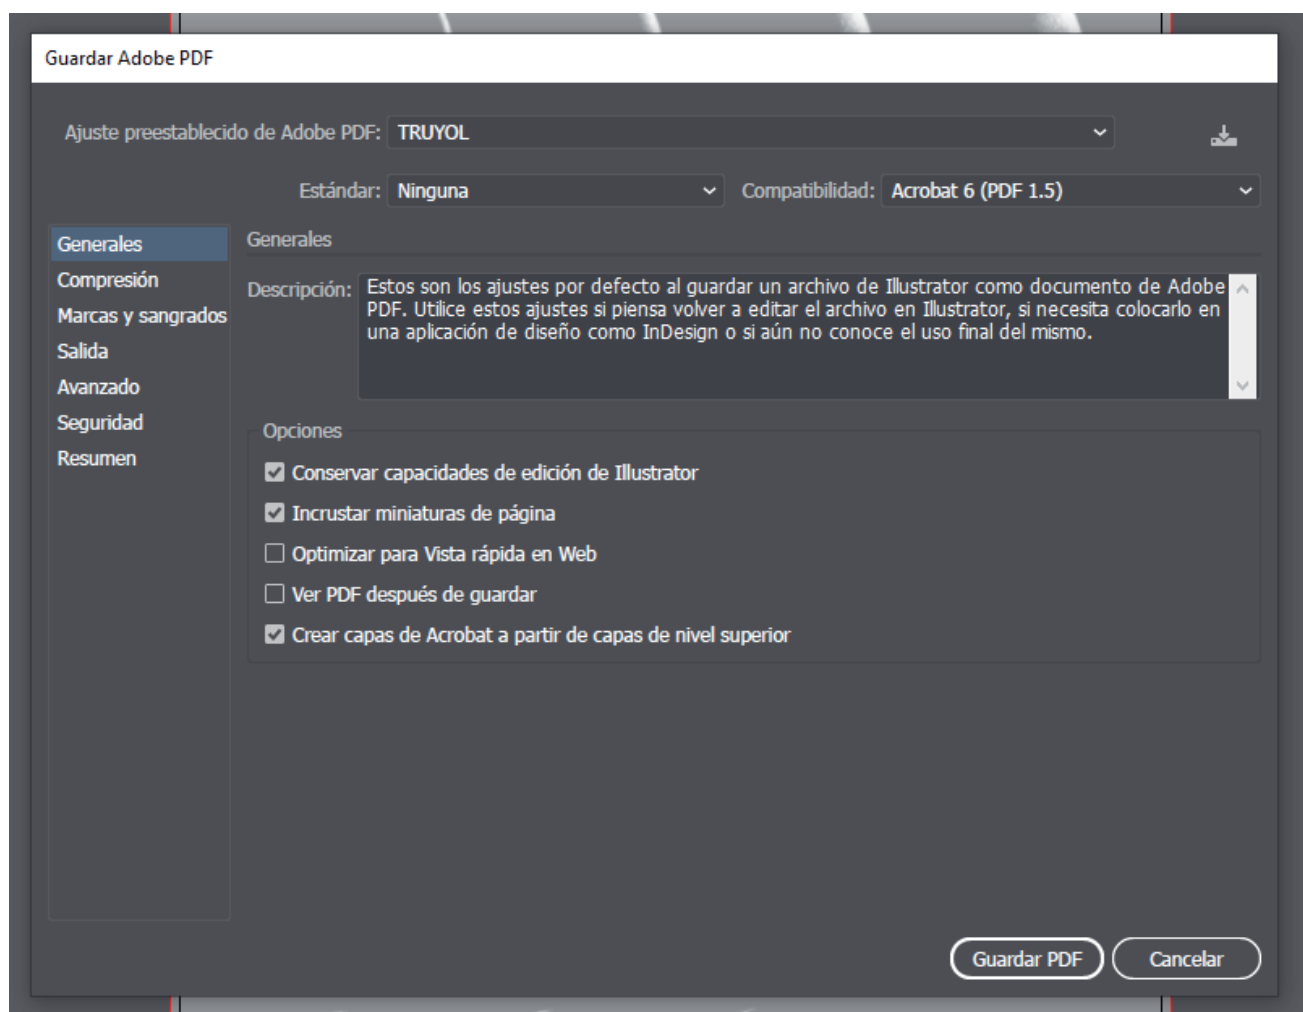 Guardar Adobe PDF
Ajuste preestablecido de Adobe PDF: TRUYOL
Estándar: Ninguna Compatibilidad: Acrobat 6 (PDF 1.5)
Generales
Compresión
Marcas y sangrados
Salida
Avanzado
Seguridad
Resumen
Generales
Descripción: Estos son los ajustes por defecto al guardar un archivo de Illustrator como documento de Adobe
PDF. Utilice estos ajustes si piensa volver a editar el archivo en Illustrator, si necesita colocarlo en
una aplicación de diseño como InDesign o si aún no conoce el uso final del mismo.
Opciones
Conservar capacidades de edición de Illustrator
Incrustar miniaturas de página
Optimizar para Vista rápida en Web
Ver PDF después de guardar
Crear capas de Acrobat a partir de capas de nivel superior
Guardar PDF Cancelar